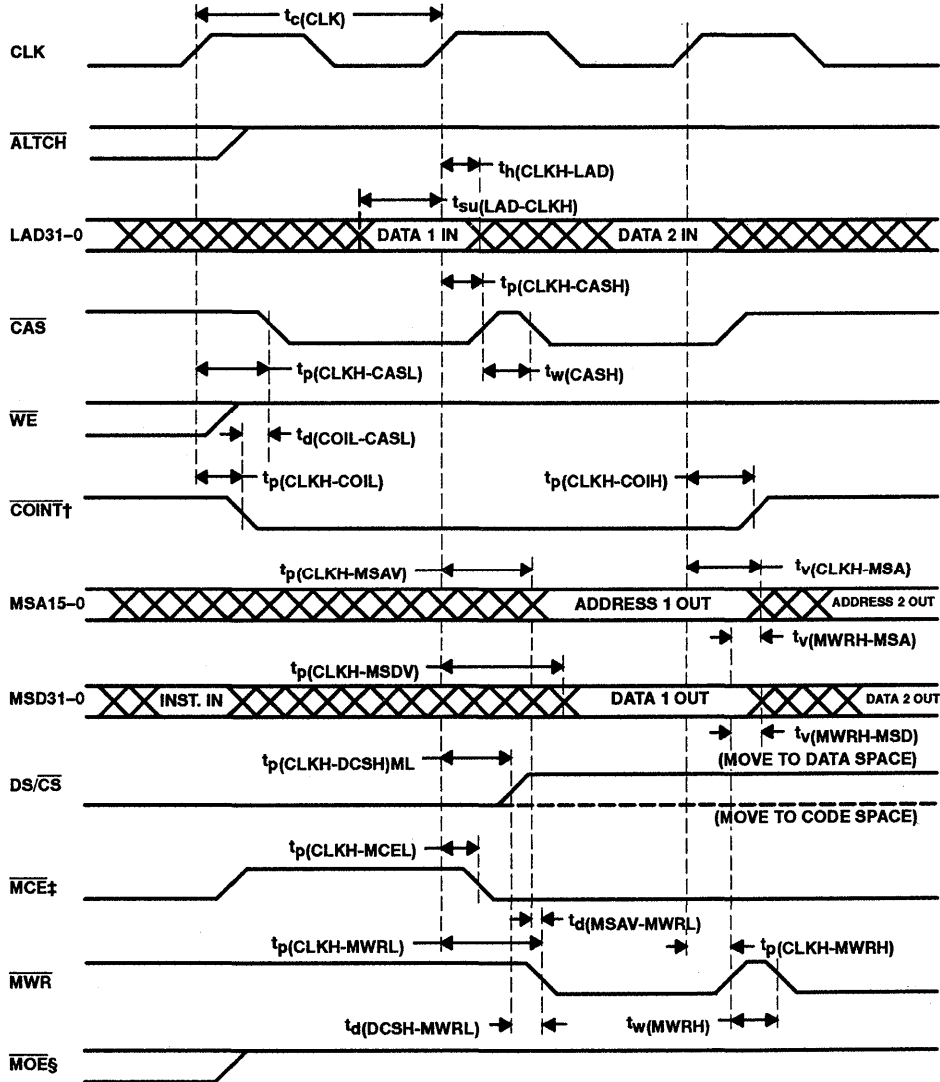 tc(CLK)
CLK
ALTCH
th(CLKH-LAD)
tsu(LAD-CLKH)
LAD31–0
DATA 1 IN
DATA 2 IN
tp(CLKH-CASH)
CAS
tp(CLKH-CASL)
tw(CASH)
WE
td(COIL-CASL)
tp(CLKH-COIL)
tp(CLKH-COIH)
COINT†
tp(CLKH-MSAV)
tv(CLKH-MSA)
MSA15-0
ADDRESS 1 OUT
ADDRESS 2 OUT
tv(MWRH-MSA)
tp(CLKH-MSDV)
MSD31–0
INST. IN
DATA 1 OUT
DATA 2 OUT
tv(MWRH-MSD)
tp(CLKH-DCSH)ML
(MOVE TO DATA SPACE)
DS/CS
(MOVE TO CODE SPACE)
tp(CLKH-MCEL)
MCE‡
td(MSAV-MWRL)
tp(CLKH-MWRL)
tp(CLKH-MWRH)
MWR
td(DCSH-MWRL)
tw(MWRH)
MOE§